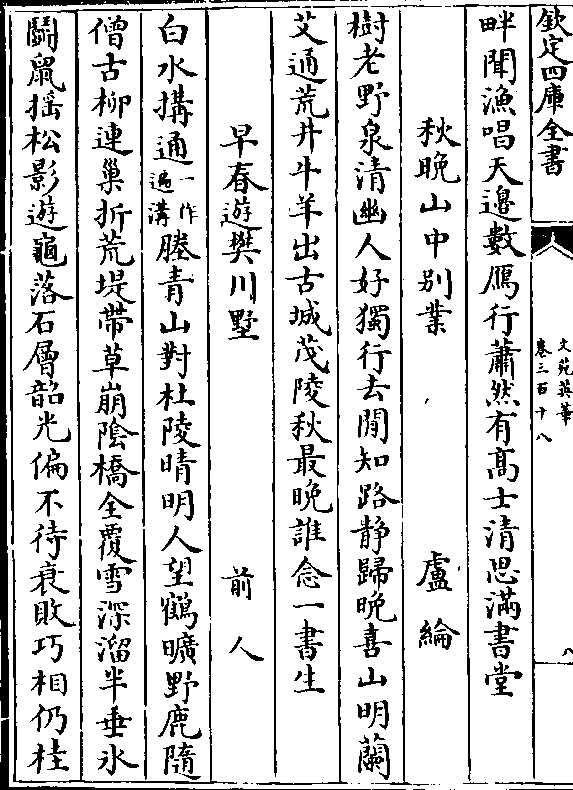 欽定四庫全書
文苑英華
卷三百十八
八
畔聞漁唱天邉數鴈行蕭然有髙士清思滿書堂
秋晚山中别業 盧綸
樹老野泉清幽人好獨行去閒知路静歸晚喜山明蘭
艾通荒井牛羊出古城茂陵秋最晚誰念一書生
早春遊樊川墅 前人
白水搆通一作遍溝塍青山對杜陵晴明人望鶴曠野鹿隨
僧古柳連巢折荒堤帶草崩陰橋全覆雪深溜半垂氷
鬬鼠揺松影遊龜落石層韶光偏不待衰敗巧相仍桂